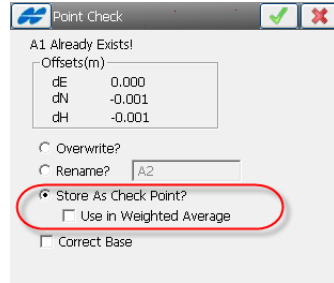 Point Check
A1 Already Exists!
Offsets(m)
dE 0.000
dN -0.001
dH -0.001
Overwrite?
Rename? A2
Store As Check Point?
Use in Weighted Average
Correct Base